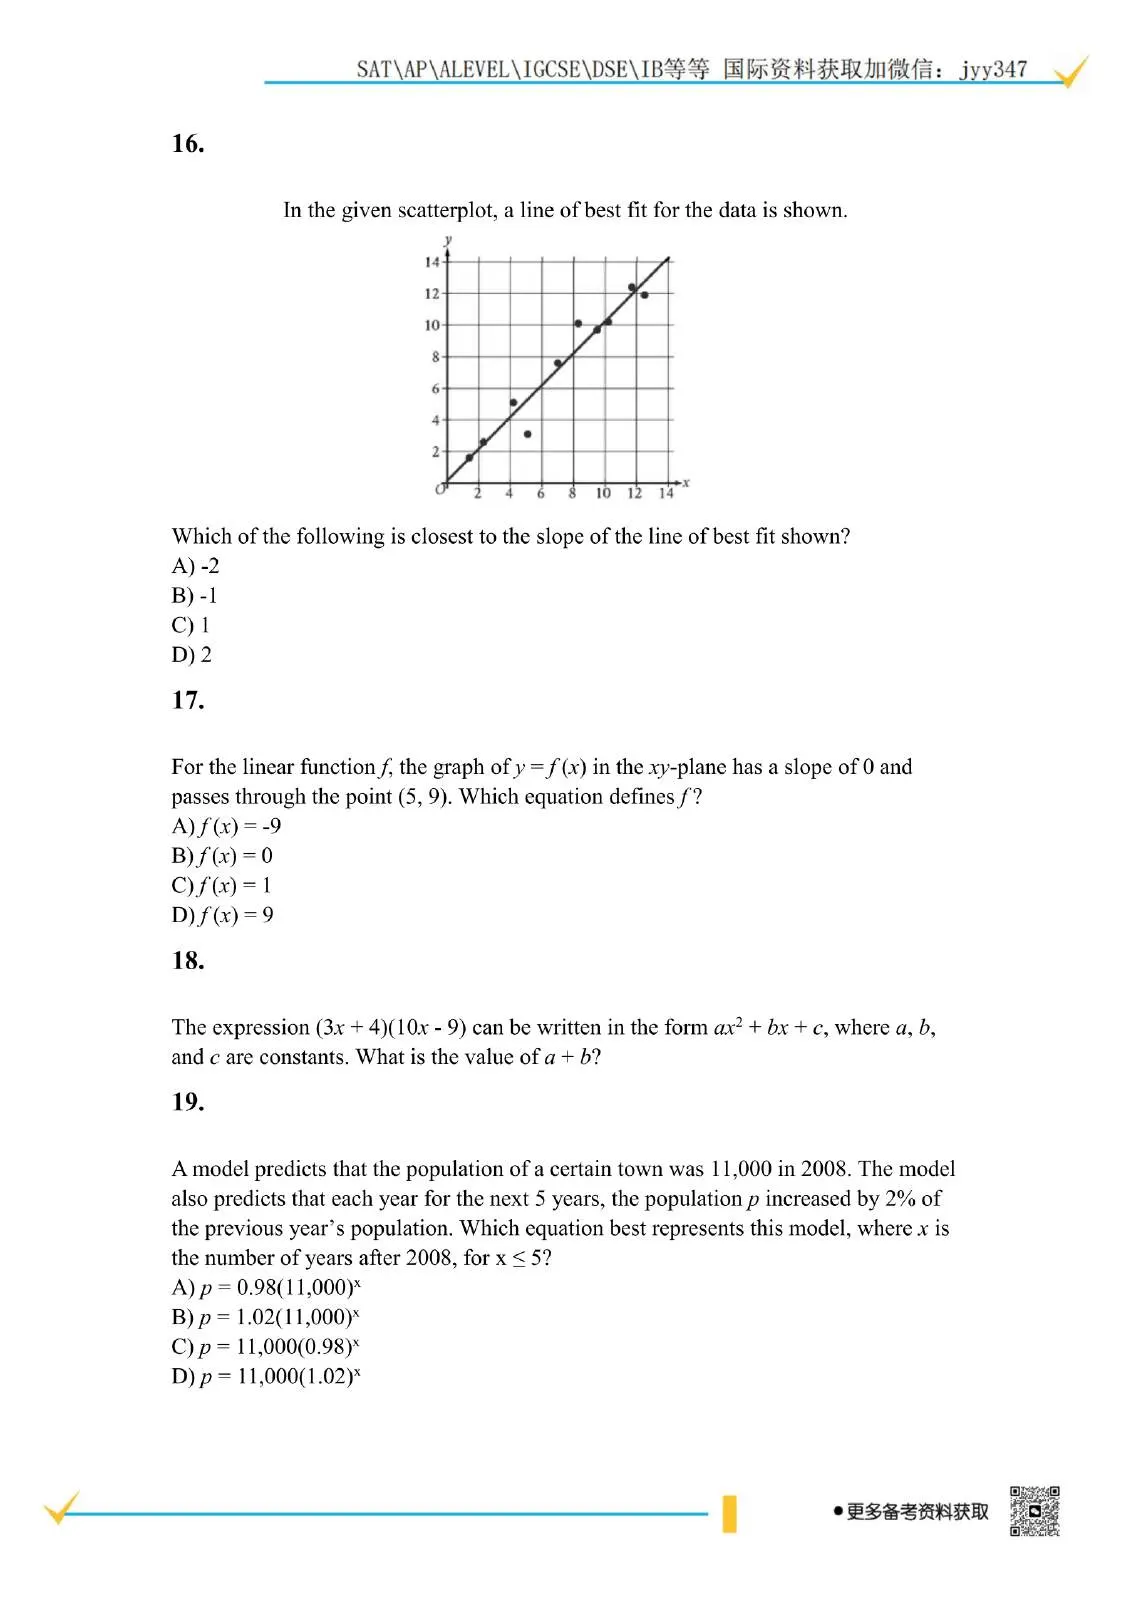 SAT\AP\ALEVEL\IGCSE\DSE\IB等等 国际资料获取加微信：jyy347
16.
In the given scatterplot, a line of best fit for the data is shown.
y
14
12
10
8
6
4
2
O
2 4 6 8 10 12 14 x
Which of the following is closest to the slope of the line of best fit shown?
A) -2
B) -1
C) 1
D) 2
17.
For the linear function f, the graph of y = f (x) in the xy-plane has a slope of 0 and
passes through the point (5, 9). Which equation defines f ?
A) f (x) = -9
B) f (x) = 0
C) f (x) = 1
D) f (x) = 9
18.
The expression (3x + 4)(10x - 9) can be written in the form ax² + bx + c, where a, b,
and c are constants. What is the value of a + b?
19.
A model predicts that the population of a certain town was 11,000 in 2008. The model
also predicts that each year for the next 5 years, the population p increased by 2% of
the previous year’s population. Which equation best represents this model, where x is
the number of years after 2008, for x ≤ 5?
A) p = 0.98(11,000)ˣ
B) p = 1.02(11,000)ˣ
C) p = 11,000(0.98)ˣ
D) p = 11,000(1.02)ˣ
●更多备考资料获取